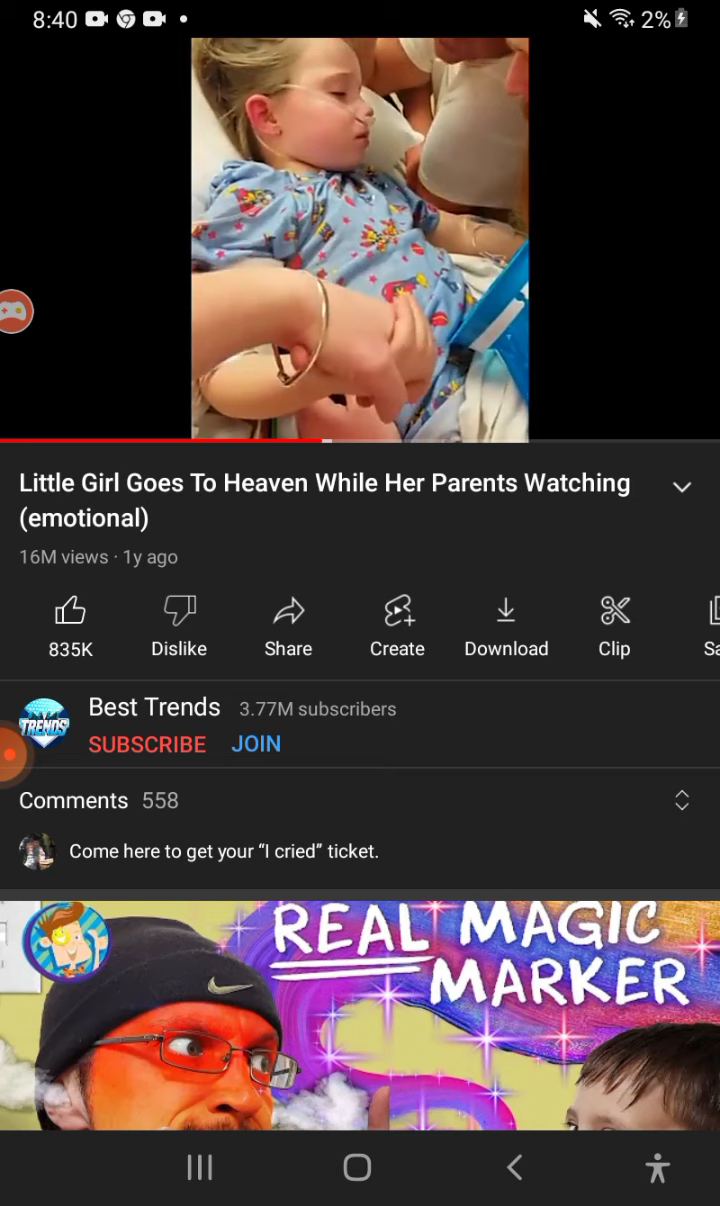 8:40 2%
Little Girl Goes To Heaven While Her Parents Watching
(emotional)
16M views · 1y ago
835K Dislike Share Create Download Clip Sa
TRENDS
Best Trends 3.77M subscribers
SUBSCRIBE JOIN
Comments 558
Come here to get your “I cried” ticket.
REAL MAGIC
MARKER